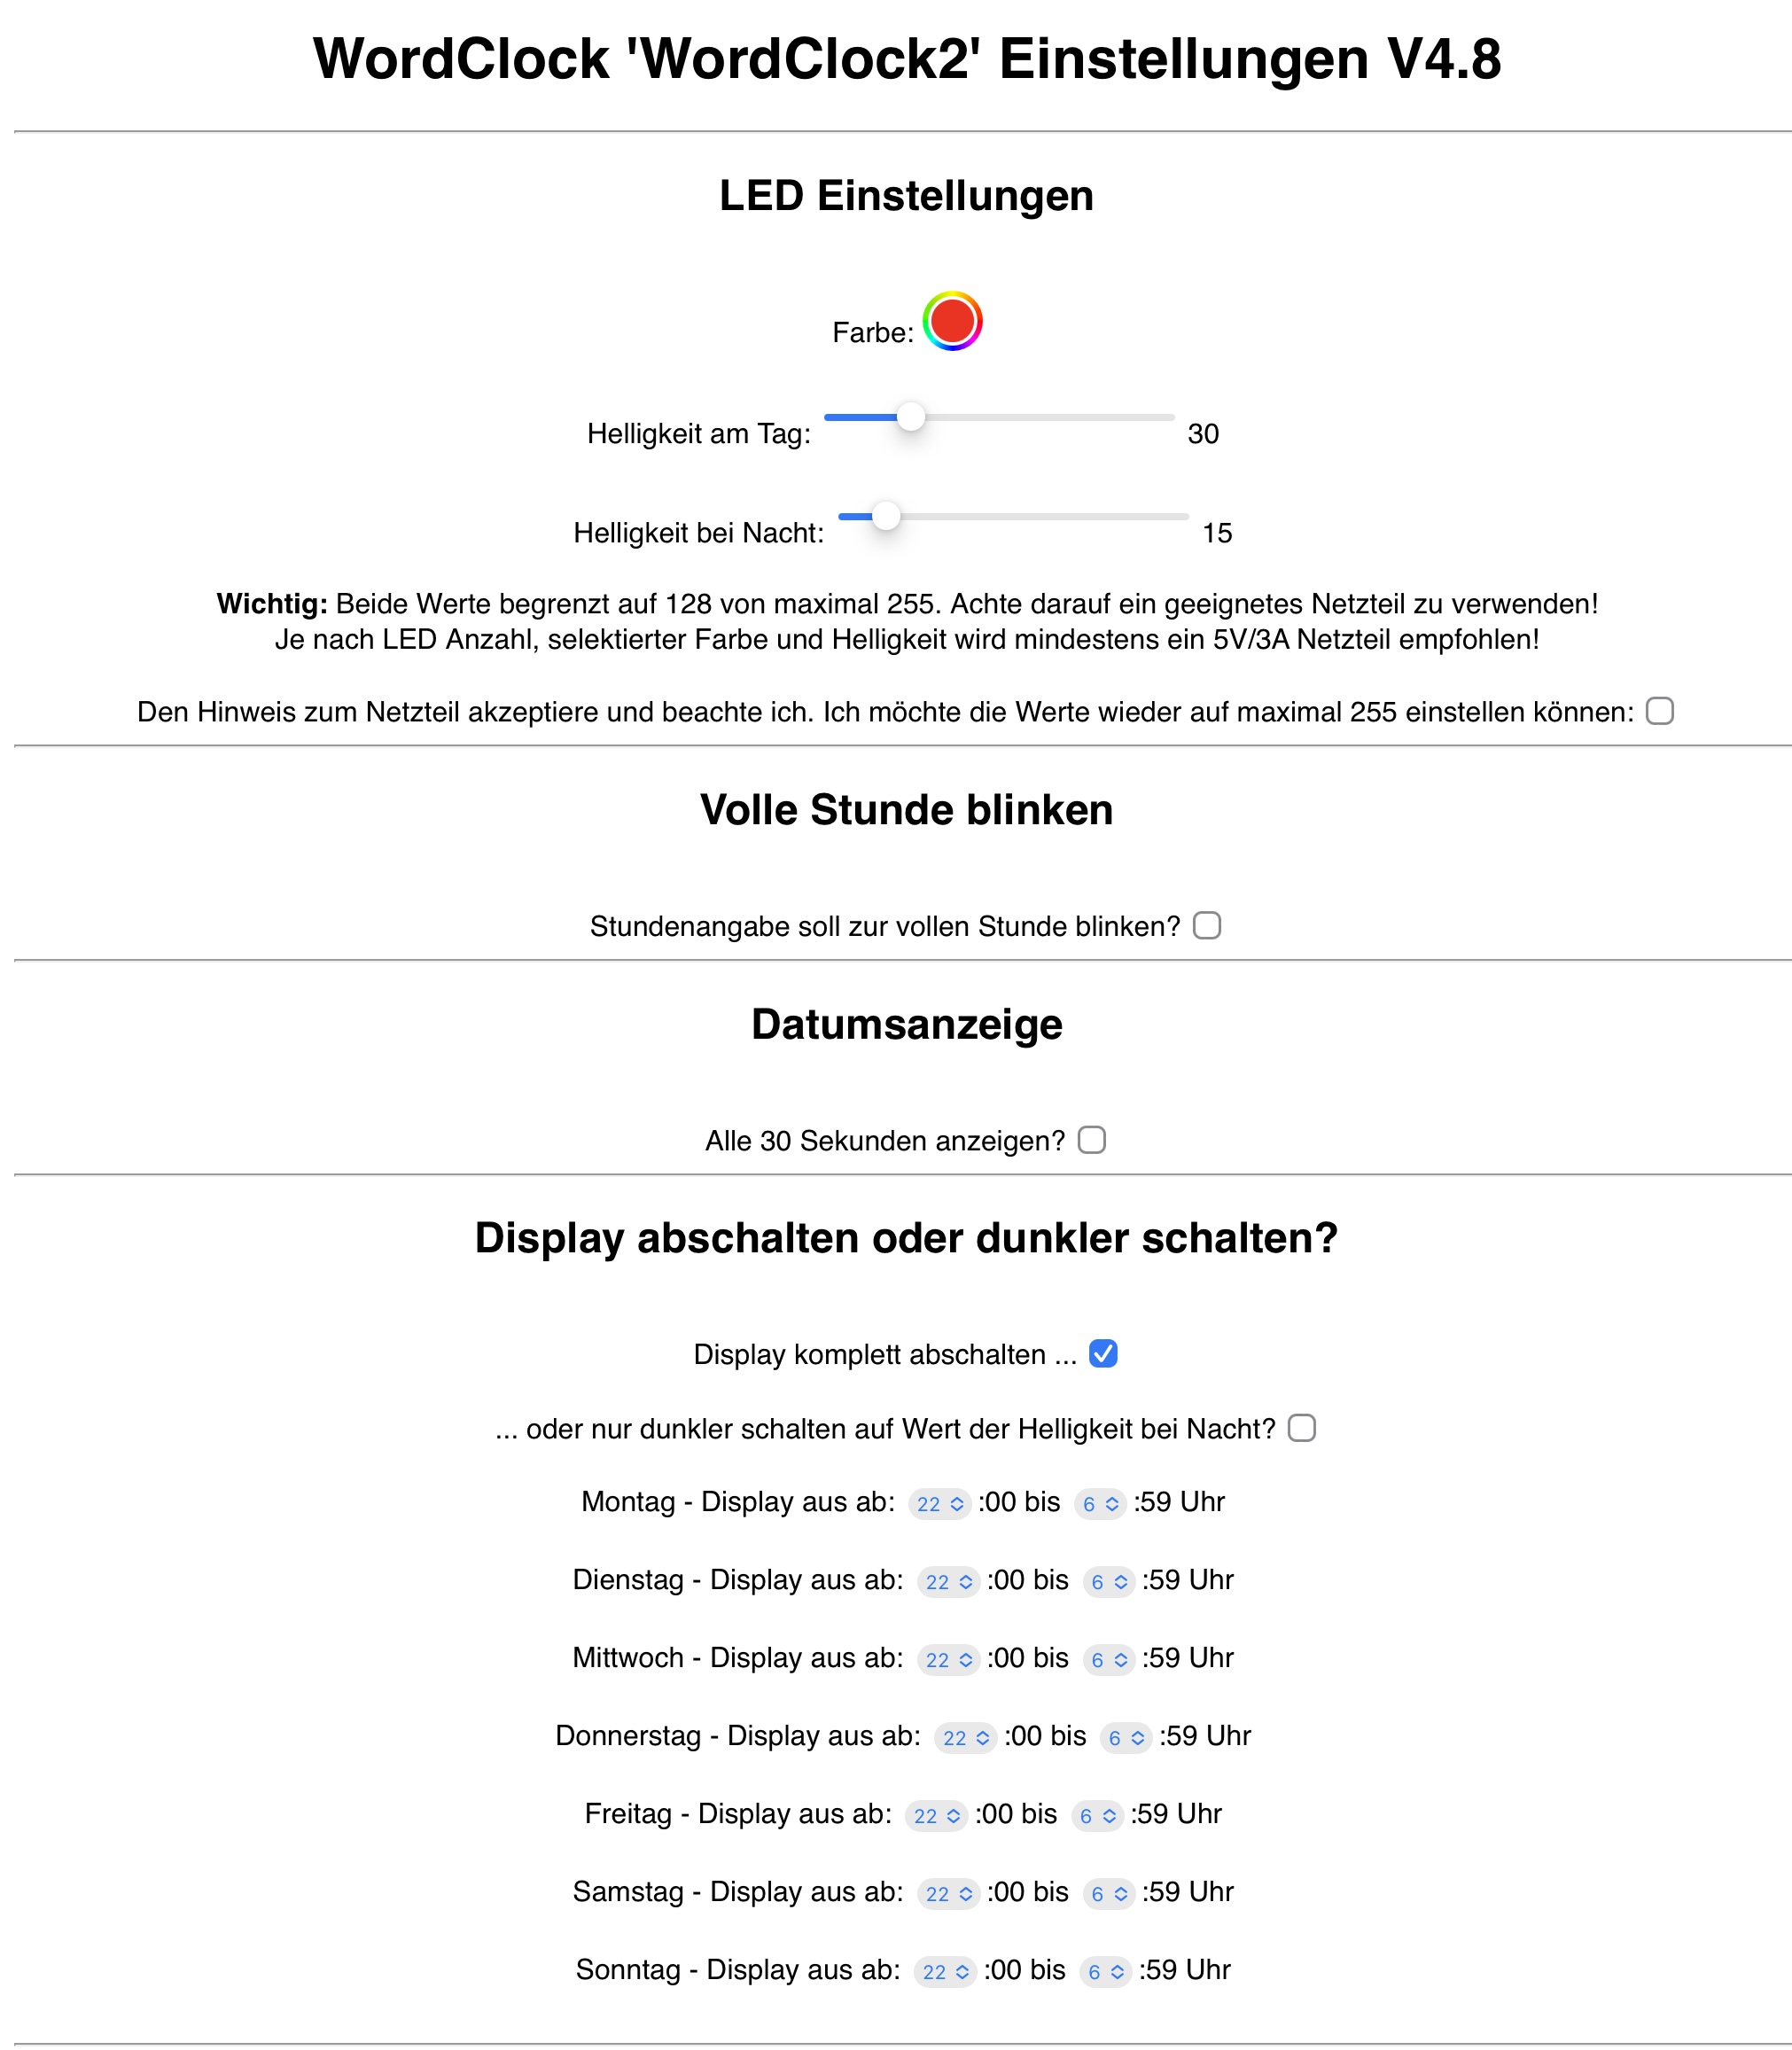 WordClock 'WordClock2' Einstellungen V4.8
LED Einstellungen
Farbe:
Helligkeit am Tag: 30
Helligkeit bei Nacht: 15
Wichtig: Beide Werte begrenzt auf 128 von maximal 255. Achte darauf ein geeignetes Netzteil zu verwenden!
Je nach LED Anzahl, selektierter Farbe und Helligkeit wird mindestens ein 5V/3A Netzteil empfohlen!
Den Hinweis zum Netzteil akzeptiere und beachte ich. Ich möchte die Werte wieder auf maximal 255 einstellen können:
Volle Stunde blinken
Stundenangabe soll zur vollen Stunde blinken?
Datumsanzeige
Alle 30 Sekunden anzeigen?
Display abschalten oder dunkler schalten?
Display komplett abschalten ...
... oder nur dunkler schalten auf Wert der Helligkeit bei Nacht?
Montag - Display aus ab: 22 :00 bis 6 :59 Uhr
Dienstag - Display aus ab: 22 :00 bis 6 :59 Uhr
Mittwoch - Display aus ab: 22 :00 bis 6 :59 Uhr
Donnerstag - Display aus ab: 22 :00 bis 6 :59 Uhr
Freitag - Display aus ab: 22 :00 bis 6 :59 Uhr
Samstag - Display aus ab: 22 :00 bis 6 :59 Uhr
Sonntag - Display aus ab: 22 :00 bis 6 :59 Uhr